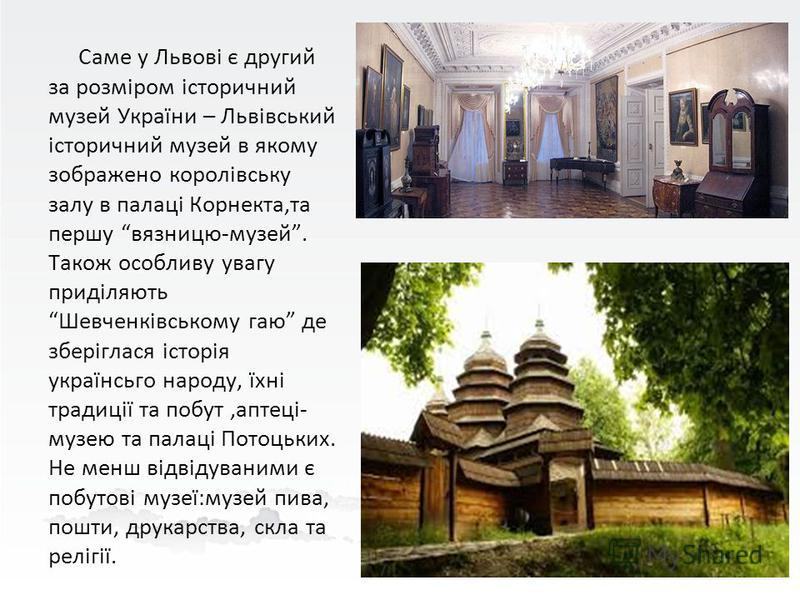 Саме у Львові є другий
за розміром історичний
музей України – Львівський
історичний музей в якому
зображено королівську
залу в палаці Корнекта,та
першу “вязницю-музей”.
Також особливу увагу
приділяють
“Шевченківському гаю” де
зберіглася історія
українсьго народу, їхні
традиції та побут ,аптеці-
музею та палаці Потоцьких.
Не менш відвідуваними є
побутові музеї:музей пива,
пошти, друкарства, скла та
релігії.
MyShared